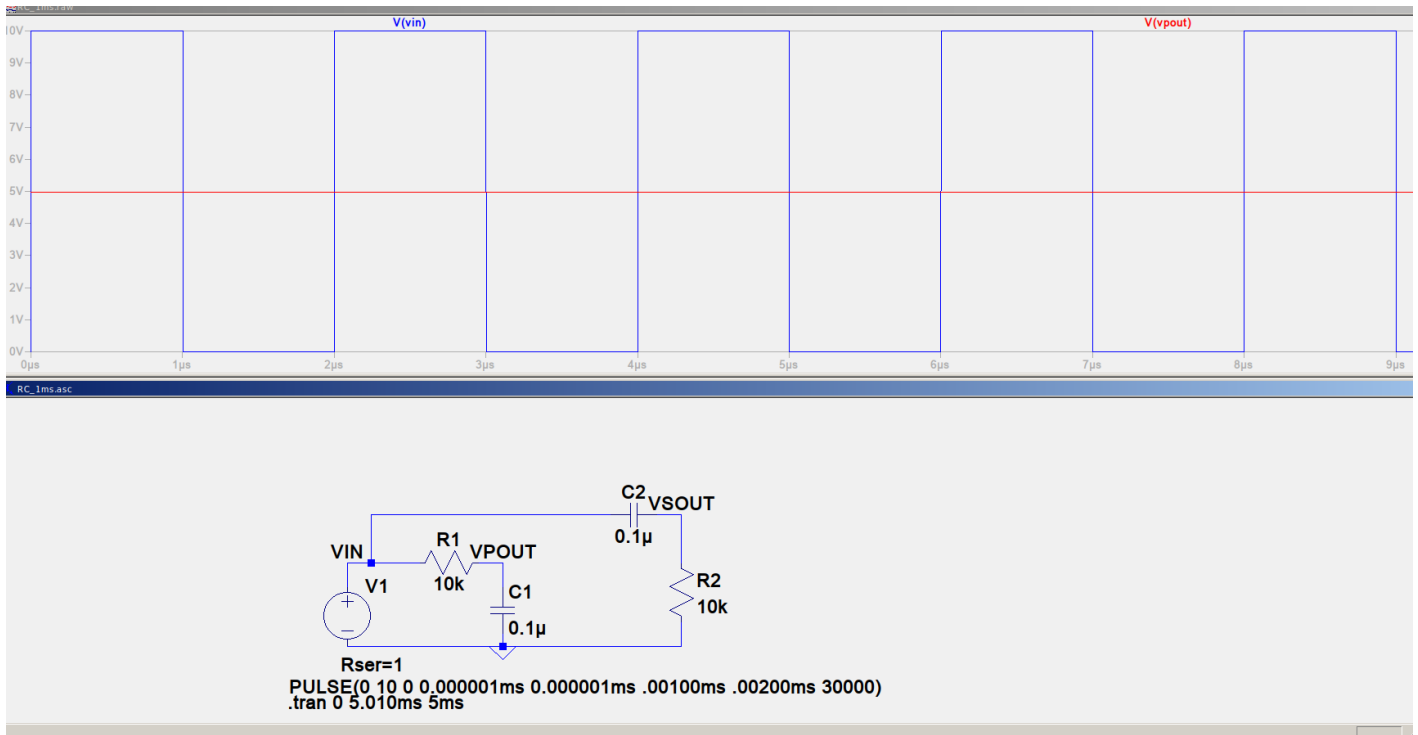 RC_1ms.raw
V(vin) V(vpout)
10V
9V
8V
7V
6V
5V
4V
3V
2V
1V
0V
0µs 1µs 2µs 3µs 4µs 5µs 6µs 7µs 8µs 9µs
RC_1ms.asc
C2 VSOUT
0.1µ
VIN R1 VPOUT
V1 10k C1 R2
10k
0.1µ
Rser=1
PULSE(0 10 0 0.000001ms 0.000001ms .00100ms .00200ms 30000)
.tran 0 5.010ms 5ms